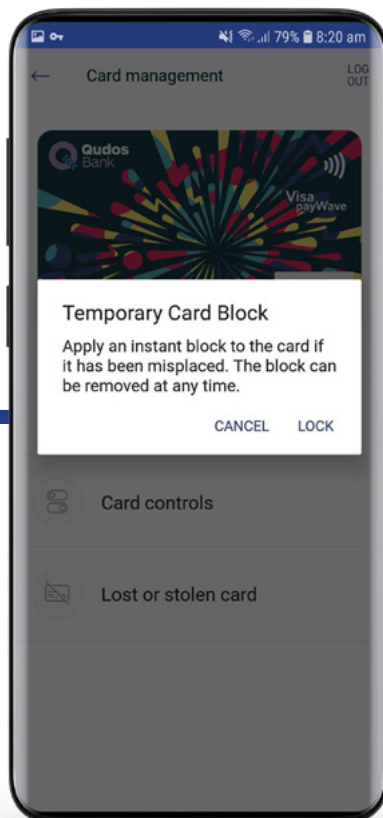 79% 8:20 am
Card management
LOG
OUT
Qudos
Bank
Visa
payWave
Temporary Card Block
Apply an instant block to the card if
it has been misplaced. The block can
be removed at any time.
CANCEL LOCK
Card controls
Lost or stolen card